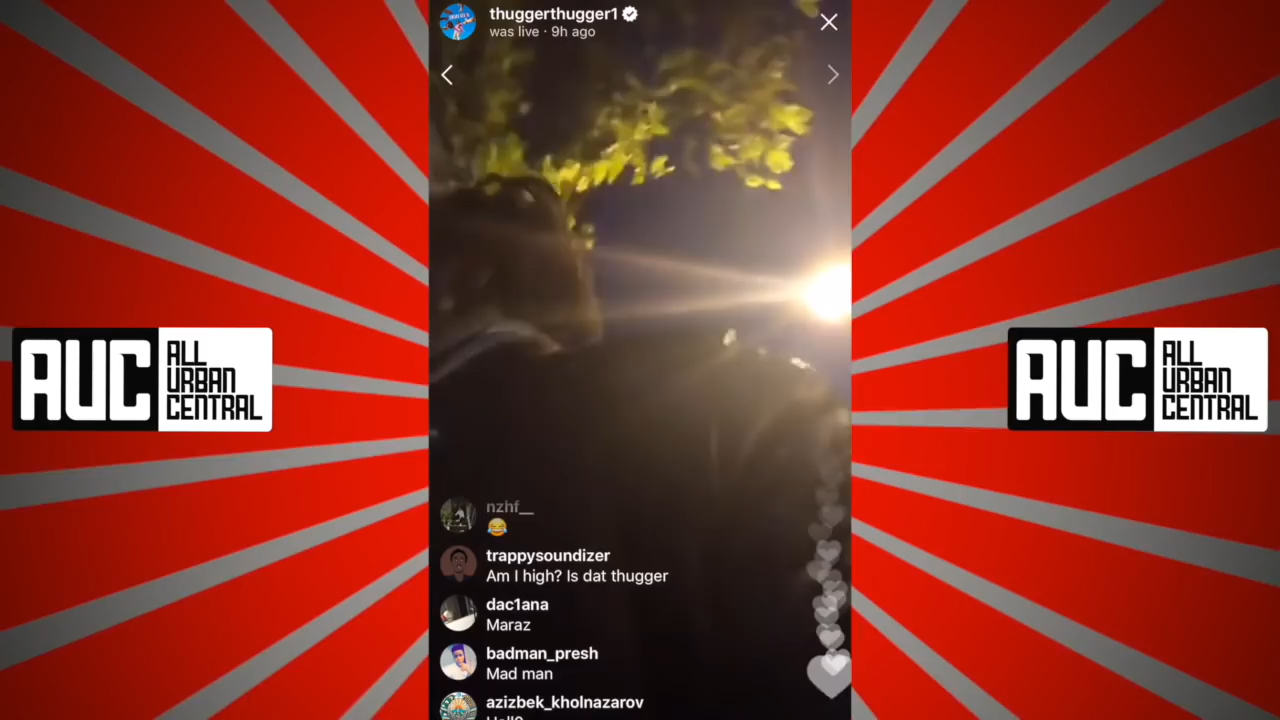 thuggerthugger1
was live · 9h ago
AUC
ALL
URBAN
CENTRAL
AUC
ALL
URBAN
CENTRAL
nzhf__
😂
trappysoundizer
Am I high? Is dat thugger
dac1ana
Maraz
badman_presh
Mad man
azizbek_kholnazarov